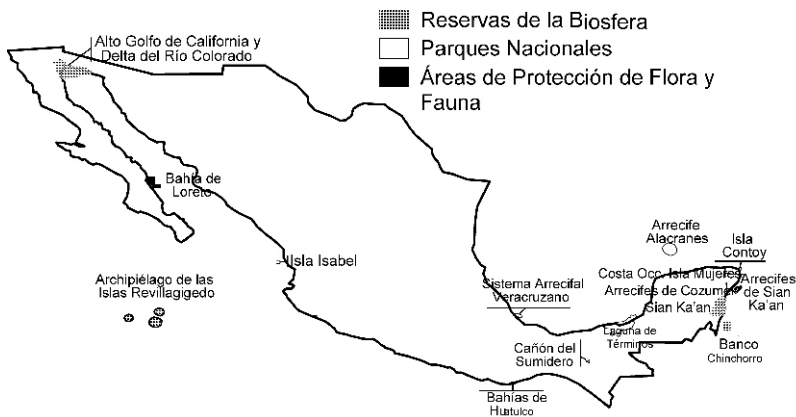 Reservas de la Biosfera
Parques Nacionales
Áreas de Protección de Flora y
Fauna
Alto Golfo de California y
Delta del Río Colorado
Bahía de
Loreto
Isla Isabel
Archipiélago de las
Islas Revillagigedo
Arrecife
Alacranes
Isla
Contoy
Costa Occ. Isla Mujeres
Arrecifes de Cozumel
Sian Ka'an
Arrecifes
de Sian
Ka'an
Sistema Arrecifal
Veracruzano
Laguna de
Términos
Banco
Chinchorro
Cañón del
Sumidero
Bahías de
Huatulco